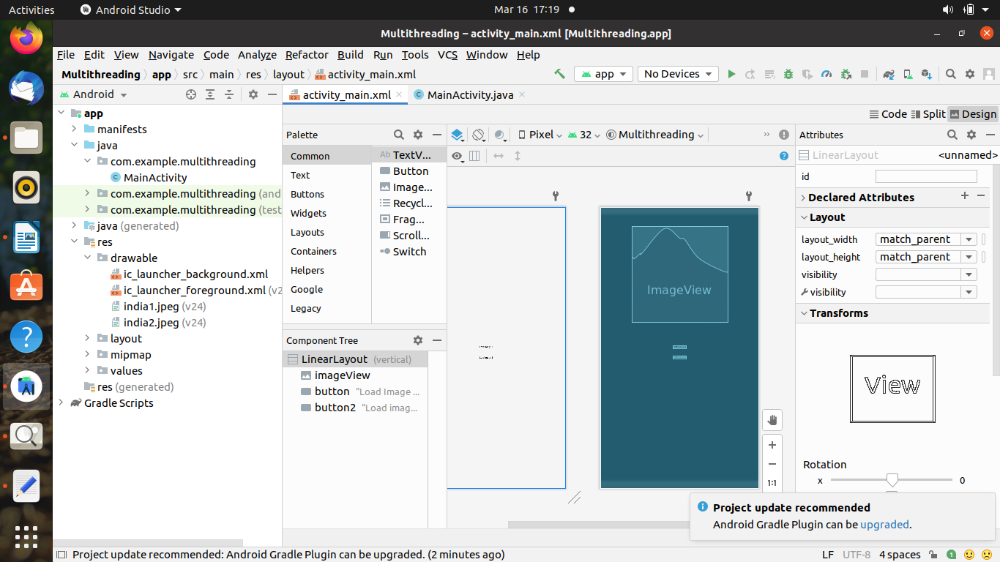 Activities Android Studio Mar 16 17:19
Multithreading – activity_main.xml [Multithreading.app]
File Edit View Navigate Code Analyze Refactor Build Run Tools VCS Window Help
Multithreading app src main res layout activity_main.xml app No Devices
Android activity_main.xml MainActivity.java
Code Split Design
app
manifests
java
com.example.multithreading
MainActivity
com.example.multithreading (and
com.example.multithreading (test
java (generated)
res
drawable
ic_launcher_background.xml
ic_launcher_foreground.xml (v2
india1.jpeg (v24)
india2.jpeg (v24)
layout
mipmap
values
res (generated)
Gradle Scripts
Palette
Common
Text
Buttons
Widgets
Layouts
Containers
Helpers
Google
Legacy
Ab TextV...
Button
Image...
Recycl...
Frag...
Scroll...
Switch
Component Tree
LinearLayout (vertical)
imageView
button "Load Image ...
button2 "Load imag...
Pixel 32 Multithreading
ImageView
1:1
Attributes
LinearLayout <unnamed>
id
Declared Attributes
Layout
layout_width match_parent
layout_height match_parent
visibility
visibility
Transforms
View
Rotation
x 0
Project update recommended
Android Gradle Plugin can be upgraded.
Project update recommended: Android Gradle Plugin can be upgraded. (2 minutes ago) LF UTF-8 4 spaces 1